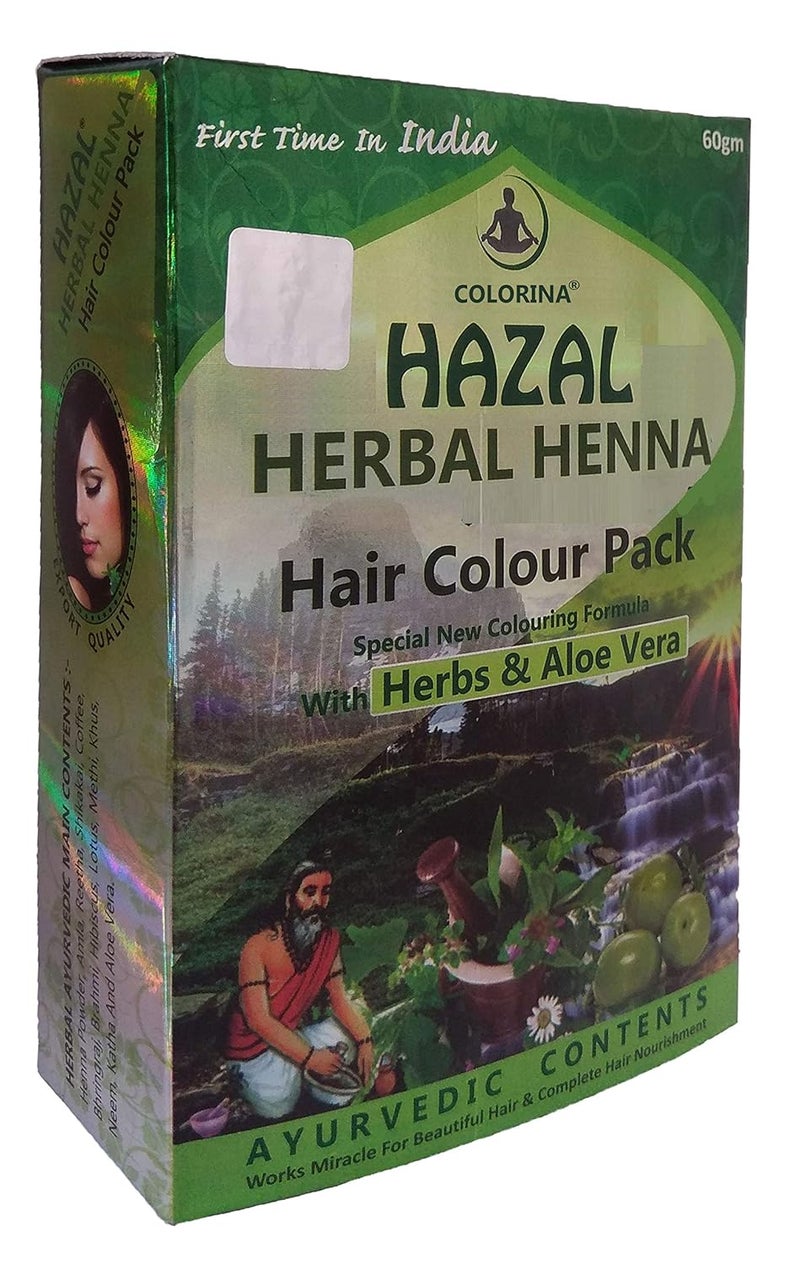 First Time In India
60gm
COLORINA®
HAZAL
HERBAL HENNA
Hair Colour Pack
Special New Colouring Formula
With Herbs & Aloe Vera
AYURVEDIC CONTENTS
Works Miracle For Beautiful Hair & Complete Hair Nourishment
HAZAL®
HERBAL HENNA
Hair Colour Pack
EXPORT QUALITY
HERBAL AYURVEDIC MAIN CONTENTS :-
Henna Powder, Amla, Reetha, Shikakai, Coffee,
Bhringraj, Brahmi, Hibiscus, Lotus, Methi, Khus,
Neem, Katha And Aloe Vera.